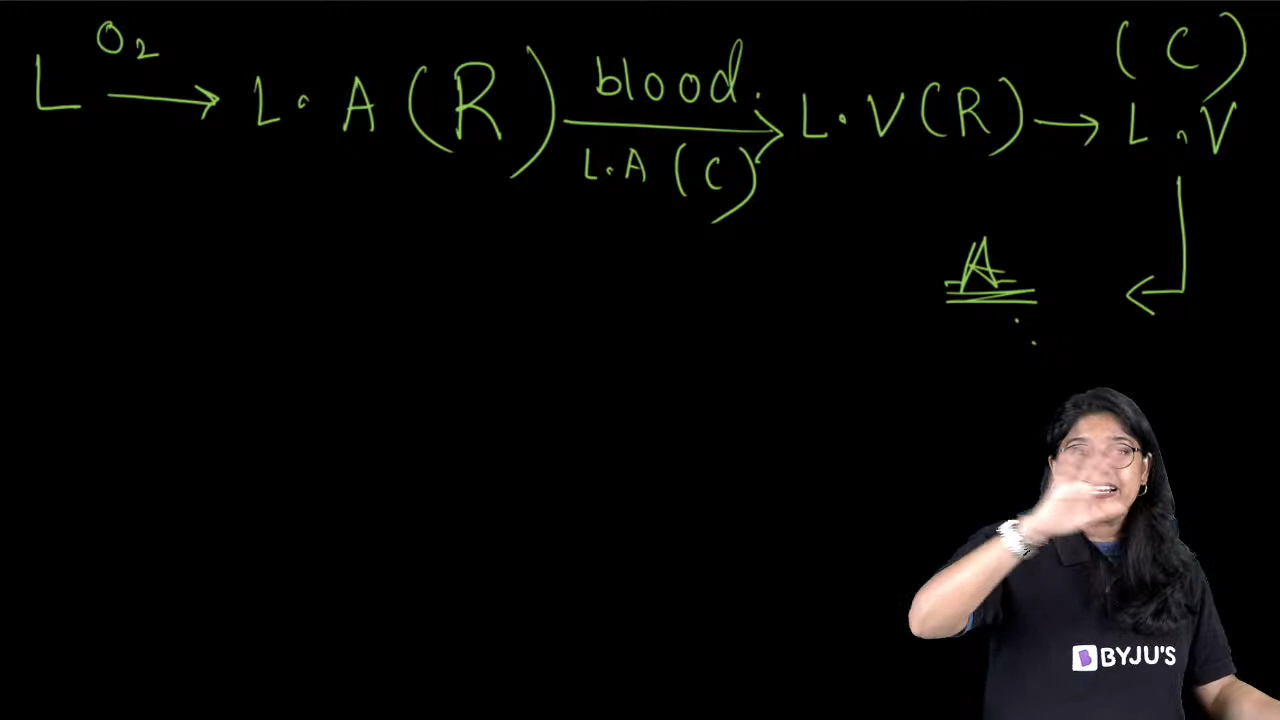 L O2 → L.A (R) blood. → L.V (R) → (C)
L.A (C) L.V
A
BYJU'S